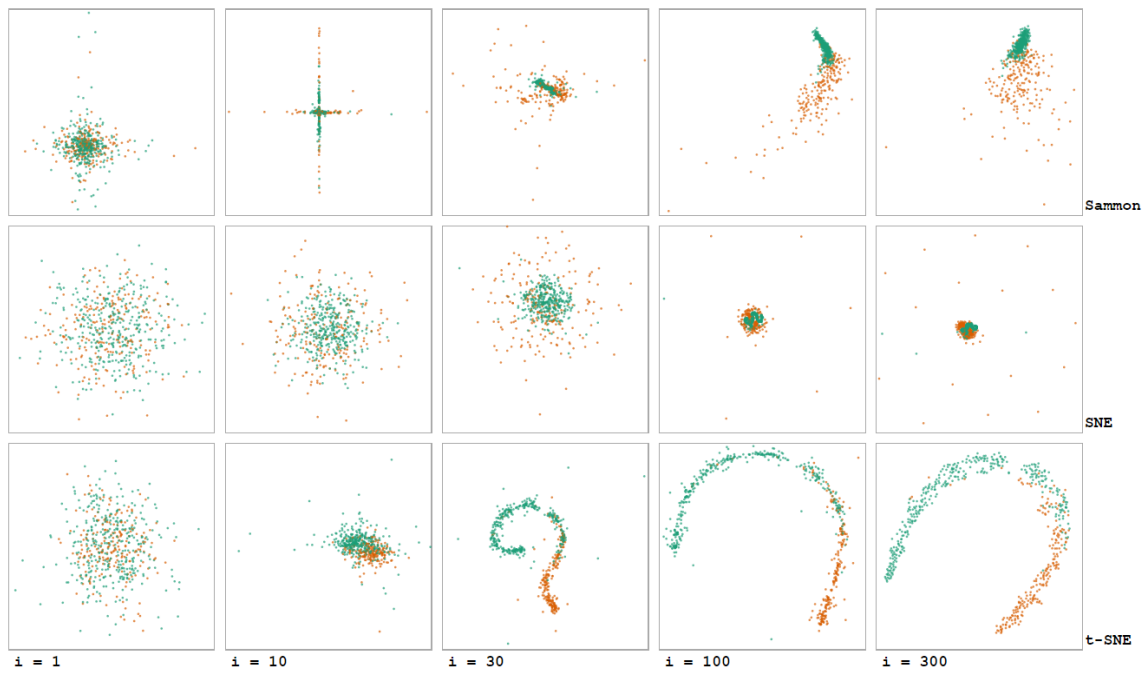 Sammon
SNE
t-SNE
i = 1
i = 10
i = 30
i = 100
i = 300